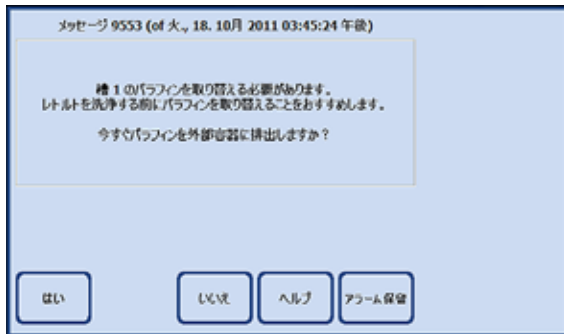 メッセージ 9553 (of 火., 18. 10月 2011 03:45:24 午後)
槽 1 のパラフィンを取り替える必要があります。
レトルトを洗浄する前にパラフィンを取り替えることをおすすめします。
今すぐパラフィンを外部容器に排出しますか？
はい
いいえ
ヘルプ
アラーム保留